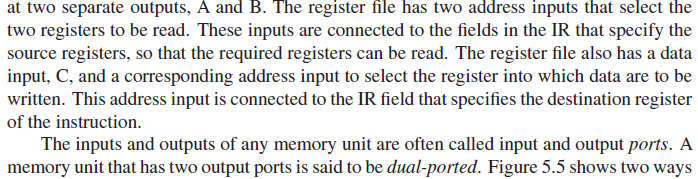 at two separate outputs, A and B. The register file has two address inputs that select the
two registers to be read. These inputs are connected to the fields in the IR that specify the
source registers, so that the required registers can be read. The register file also has a data
input, C, and a corresponding address input to select the register into which data are to be
written. This address input is connected to the IR field that specifies the destination register
of the instruction.
The inputs and outputs of any memory unit are often called input and output ports. A
memory unit that has two output ports is said to be dual-ported. Figure 5.5 shows two ways